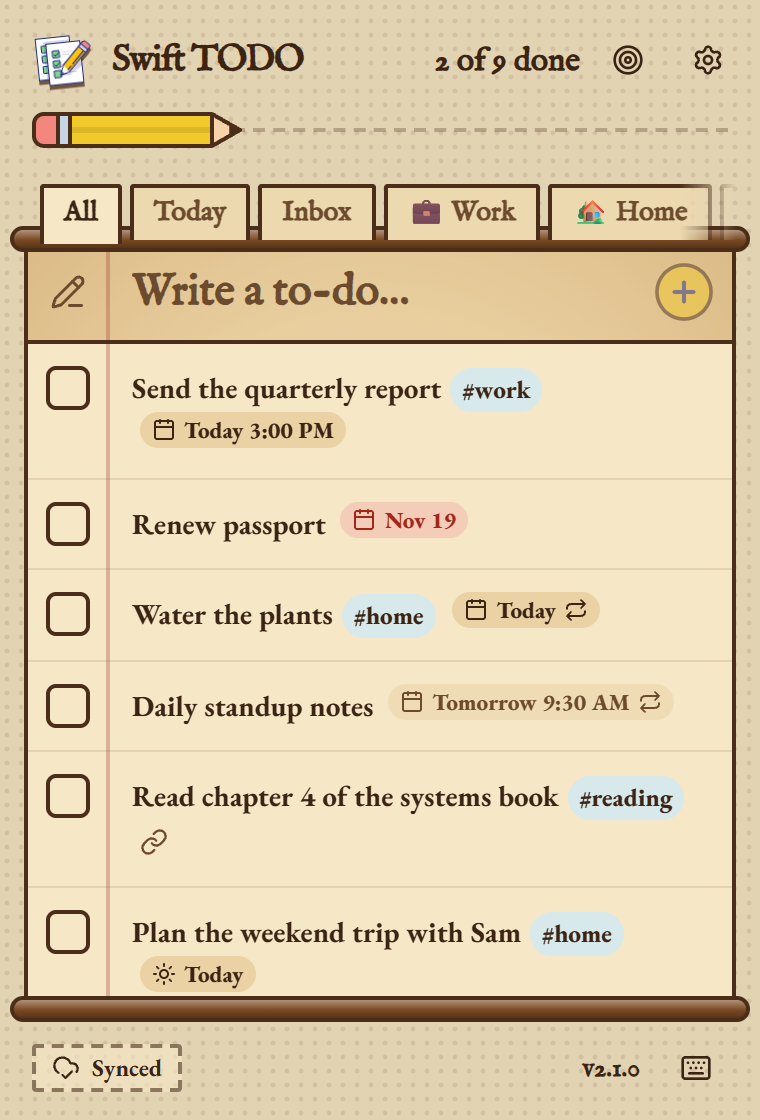 Swift TODO
2 of 9 done
All
Today
Inbox
Work
Home
Write a to-do...
Send the quarterly report #work
Today 3:00 PM
Renew passport Nov 19
Water the plants #home Today
Daily standup notes Tomorrow 9:30 AM
Read chapter 4 of the systems book #reading
Plan the weekend trip with Sam #home
Today
Synced
V2.1.0